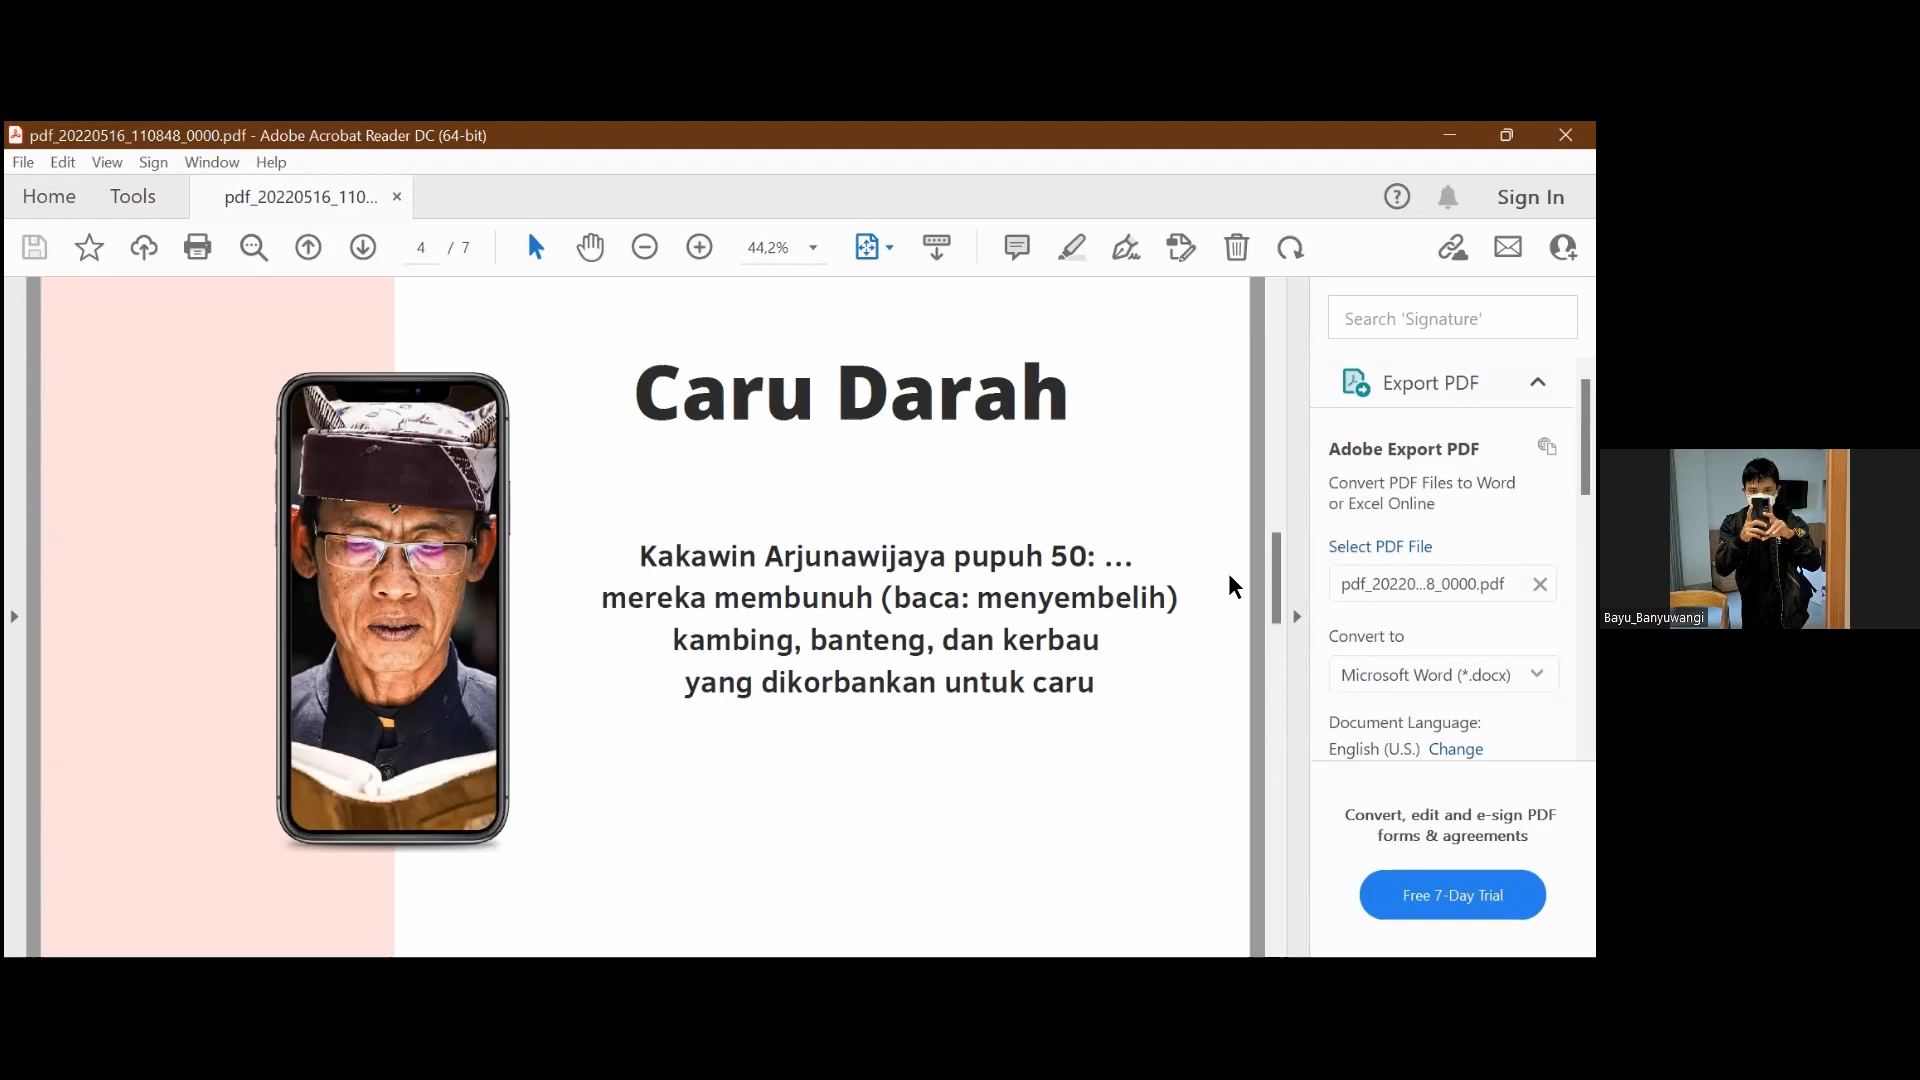 pdf_20220516_110848_0000.pdf - Adobe Acrobat Reader DC (64-bit)
File Edit View Sign Window Help
Home Tools pdf_20220516_110... Sign In
4 / 7 44,2%
Search 'Signature'
Export PDF
Caru Darah
Adobe Export PDF
Convert PDF Files to Word
or Excel Online
Select PDF File
pdf_20220...8_0000.pdf
Kakawin Arjunawijaya pupuh 50: ...
mereka membunuh (baca: menyembelih)
kambing, banteng, dan kerbau
yang dikorbankan untuk caru
Convert to
Microsoft Word (*.docx)
Document Language:
English (U.S.) Change
Convert, edit and e-sign PDF
forms & agreements
Free 7-Day Trial
Bayu_Banyuwangi